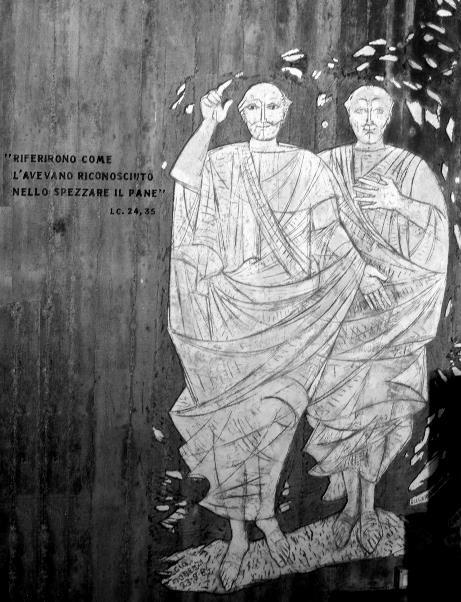 "RIFERIRONO COME
L'AVEVANO RICONOSCIUTO
NELLO SPEZZARE IL PANE"
LC. 24, 35